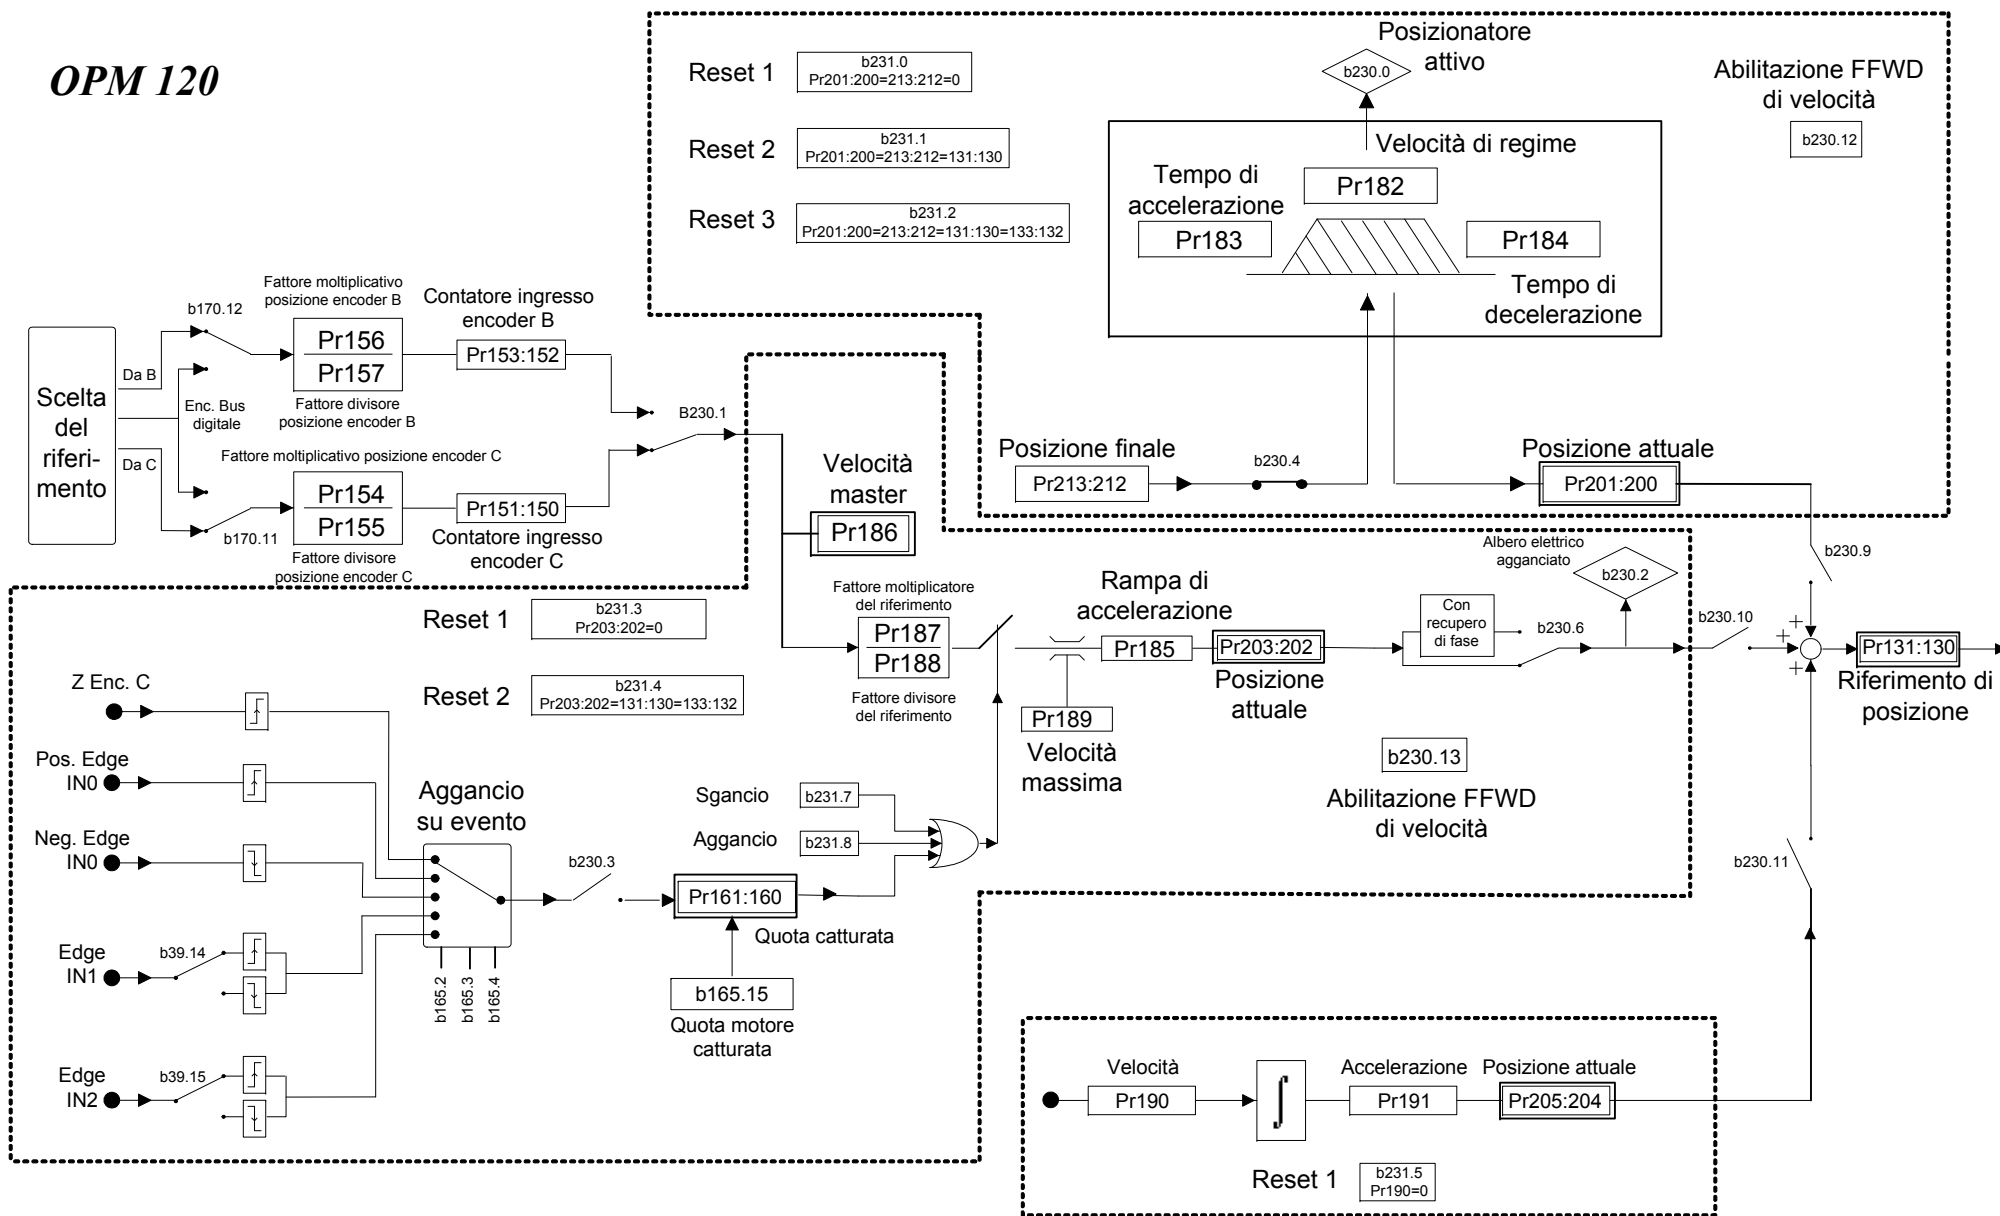 OPM 120
Reset 1
b231.0
Pr201:200=213:212=0
Reset 2
b231.1
Pr201:200=213:212=131:130
Reset 3
b231.2
Pr201:200=213:212=131:130=133:132
Posizionatore
attivo
b230.0
Abilitazione FFWD
di velocità
b230.12
Velocità di regime
Pr182
Tempo di
accelerazione
Pr183
Pr184
Tempo di
decelerazione
Posizione finale
Pr213:212
b230.4
Posizione attuale
Pr201:200
b230.9
Scelta
del
riferi-
mento
Da B
Enc. Bus
digitale
Da C
b170.12
b170.11
Fattore moltiplicativo
posizione encoder B
Pr156
Pr157
Fattore divisore
posizione encoder B
Contatore ingresso
encoder B
Pr153:152
Fattore moltiplicativo posizione encoder C
Pr154
Pr155
Fattore divisore
posizione encoder C
Pr151:150
Contatore ingresso
encoder C
B230.1
Velocità
master
Pr186
Reset 1
b231.3
Pr203:202=0
Reset 2
b231.4
Pr203:202=131:130=133:132
Fattore moltiplicatore
del riferimento
Pr187
Pr188
Fattore divisore
del riferimento
Rampa di
accelerazione
Pr185
Pr189
Velocità
massima
Pr203:202
Posizione
attuale
Con
recupero
di fase
b230.6
Albero elettrico
agganciato
b230.2
b230.10
+
+
+
Pr131:130
Riferimento di
posizione
b230.13
Abilitazione FFWD
di velocità
Z Enc. C
Pos. Edge
IN0
Neg. Edge
IN0
Edge
IN1
b39.14
Edge
IN2
b39.15
Aggancio
su evento
b165.2
b165.3
b165.4
b230.3
Sgancio
b231.7
Aggancio
b231.8
Pr161:160
Quota catturata
b165.15
Quota motore
catturata
b230.11
Velocità
Pr190
∫
Accelerazione
Pr191
Posizione attuale
Pr205:204
Reset 1
b231.5
Pr190=0